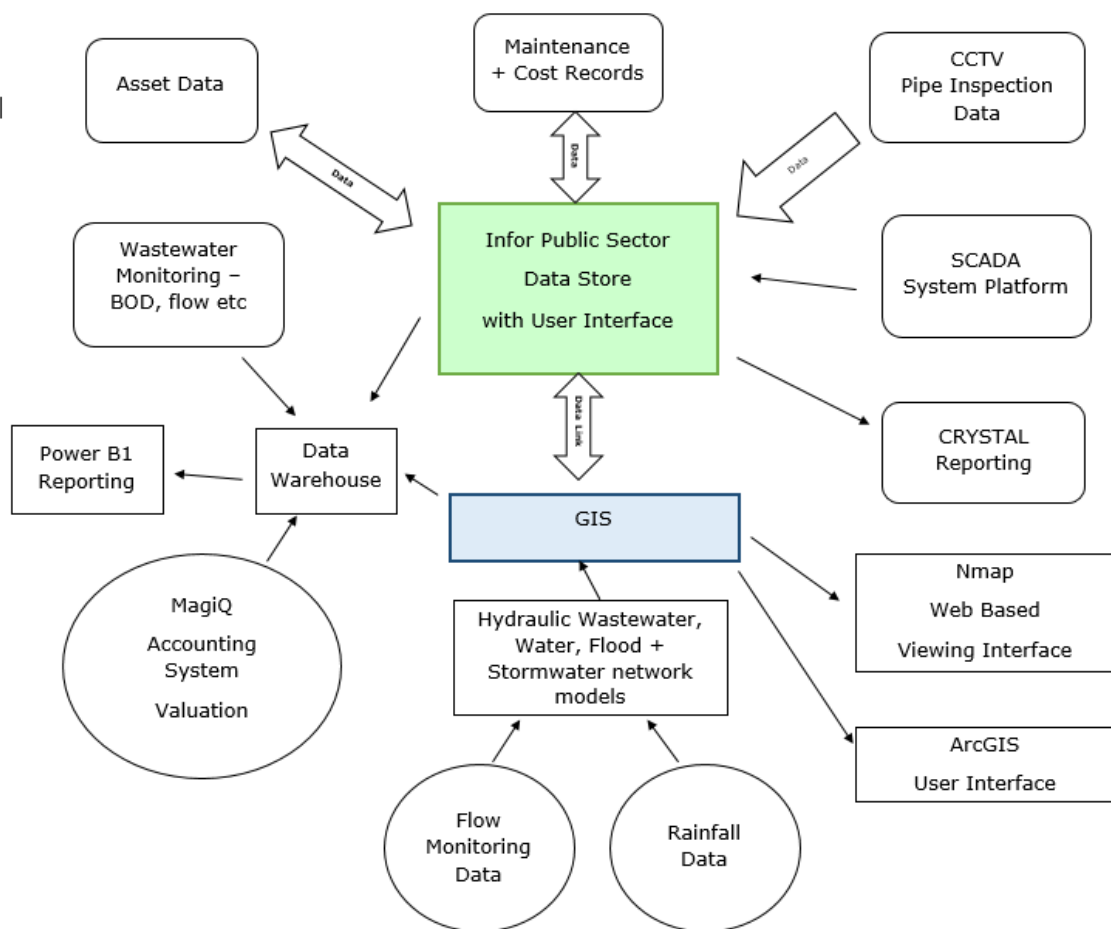 Asset Data
Maintenance
+ Cost Records
CCTV
Pipe Inspection
Data
Data
Data
Data
Wastewater
Monitoring –
BOD, flow etc
Infor Public Sector
Data Store
with User Interface
SCADA
System Platform
Data Link
Power B1
Reporting
Data
Warehouse
CRYSTAL
Reporting
GIS
MagiQ
Accounting
System
Valuation
Hydraulic Wastewater,
Water, Flood +
Stormwater network
models
Nmap
Web Based
Viewing Interface
ArcGIS
User Interface
Flow
Monitoring
Data
Rainfall
Data